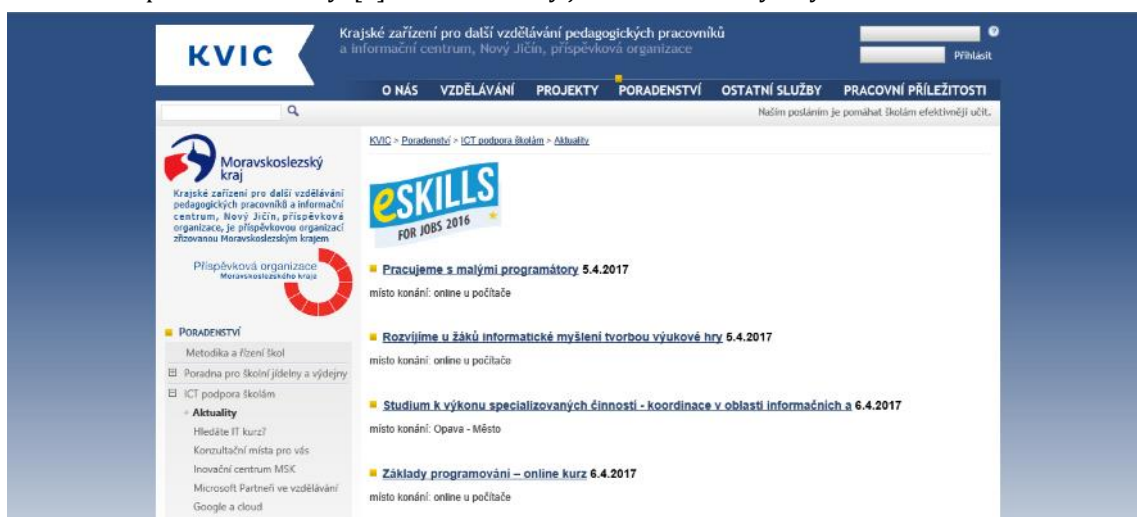 KVIC
Krajské zařízení pro další vzdělávání pedagogických pracovníků
a informační centrum, Nový Jičín, příspěvková organizace
Přihlásit
O NÁS VZDĚLÁVÁNÍ PROJEKTY PORADENSTVÍ OSTATNÍ SLUŽBY PRACOVNÍ PŘÍLEŽITOSTI
Naším posláním je pomáhat školám efektivněji učit.
Moravskoslezský
kraj
Krajské zařízení pro další vzdělávání
pedagogických pracovníků a informační
centrum, Nový Jičín, příspěvková
organizace, je příspěvkovou organizací
zřizovanou Moravskoslezským krajem
Příspěvková organizace
Moravskoslezského kraje
PORADENSTVÍ
Metodika a řízení škol
Poradna pro školní jídelny a výdejny
ICT podpora školám
Aktuality
Hledáte IT kurz?
Konzultační místa pro vás
Inovační centrum MSK
Microsoft Partneři ve vzdělávání
Google a cloud
KVIC > Poradenství > ICT podpora školám > Aktuality
eSKILLS
FOR JOBS 2016
Pracujeme s malými programátory 5.4.2017
místo konání: online u počítače
Rozvíjíme u žáků informatické myšlení tvorbou výukové hry 5.4.2017
místo konání: online u počítače
Studium k výkonu specializovaných činností - koordinace v oblasti informačních a 6.4.2017
místo konání: Opava - Město
Základy programování – online kurz 6.4.2017
místo konání: online u počítače